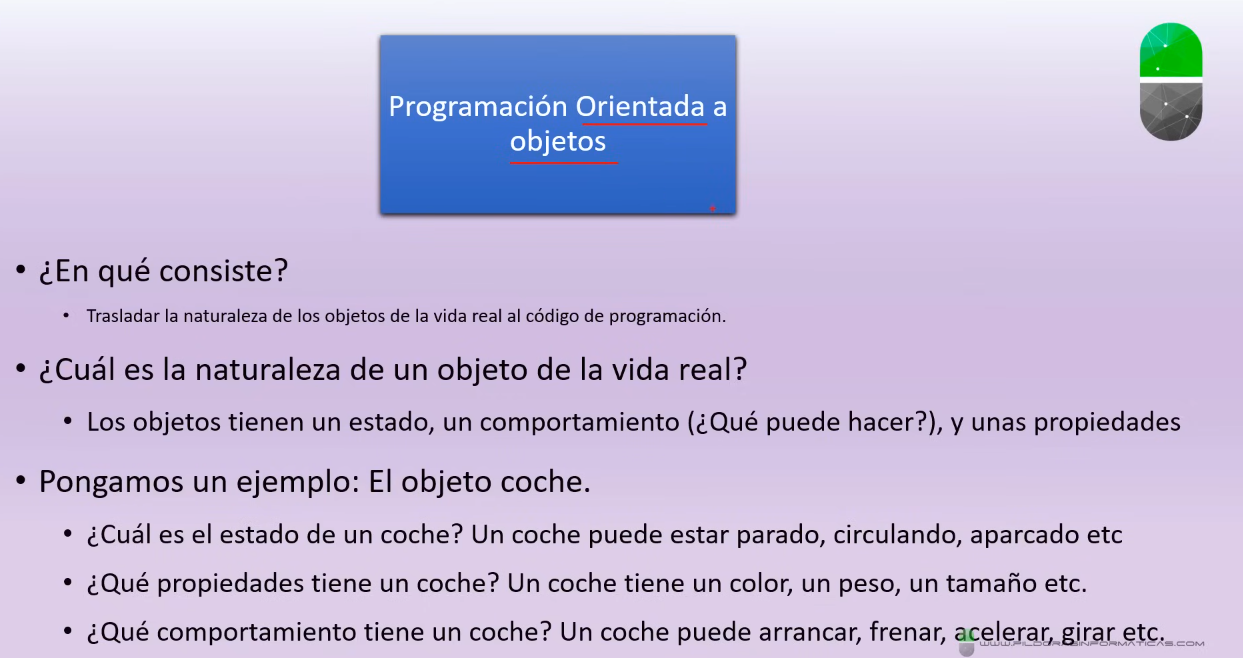 Programación Orientada a
objetos
• ¿En qué consiste?
• Trasladar la naturaleza de los objetos de la vida real al código de programación.
• ¿Cuál es la naturaleza de un objeto de la vida real?
• Los objetos tienen un estado, un comportamiento (¿Qué puede hacer?), y unas propiedades
• Pongamos un ejemplo: El objeto coche.
• ¿Cuál es el estado de un coche? Un coche puede estar parado, circulando, aparcado etc
• ¿Qué propiedades tiene un coche? Un coche tiene un color, un peso, un tamaño etc.
• ¿Qué comportamiento tiene un coche? Un coche puede arrancar, frenar, acelerar, girar etc.
WWW.PILDORASINFORMATICAS.COM